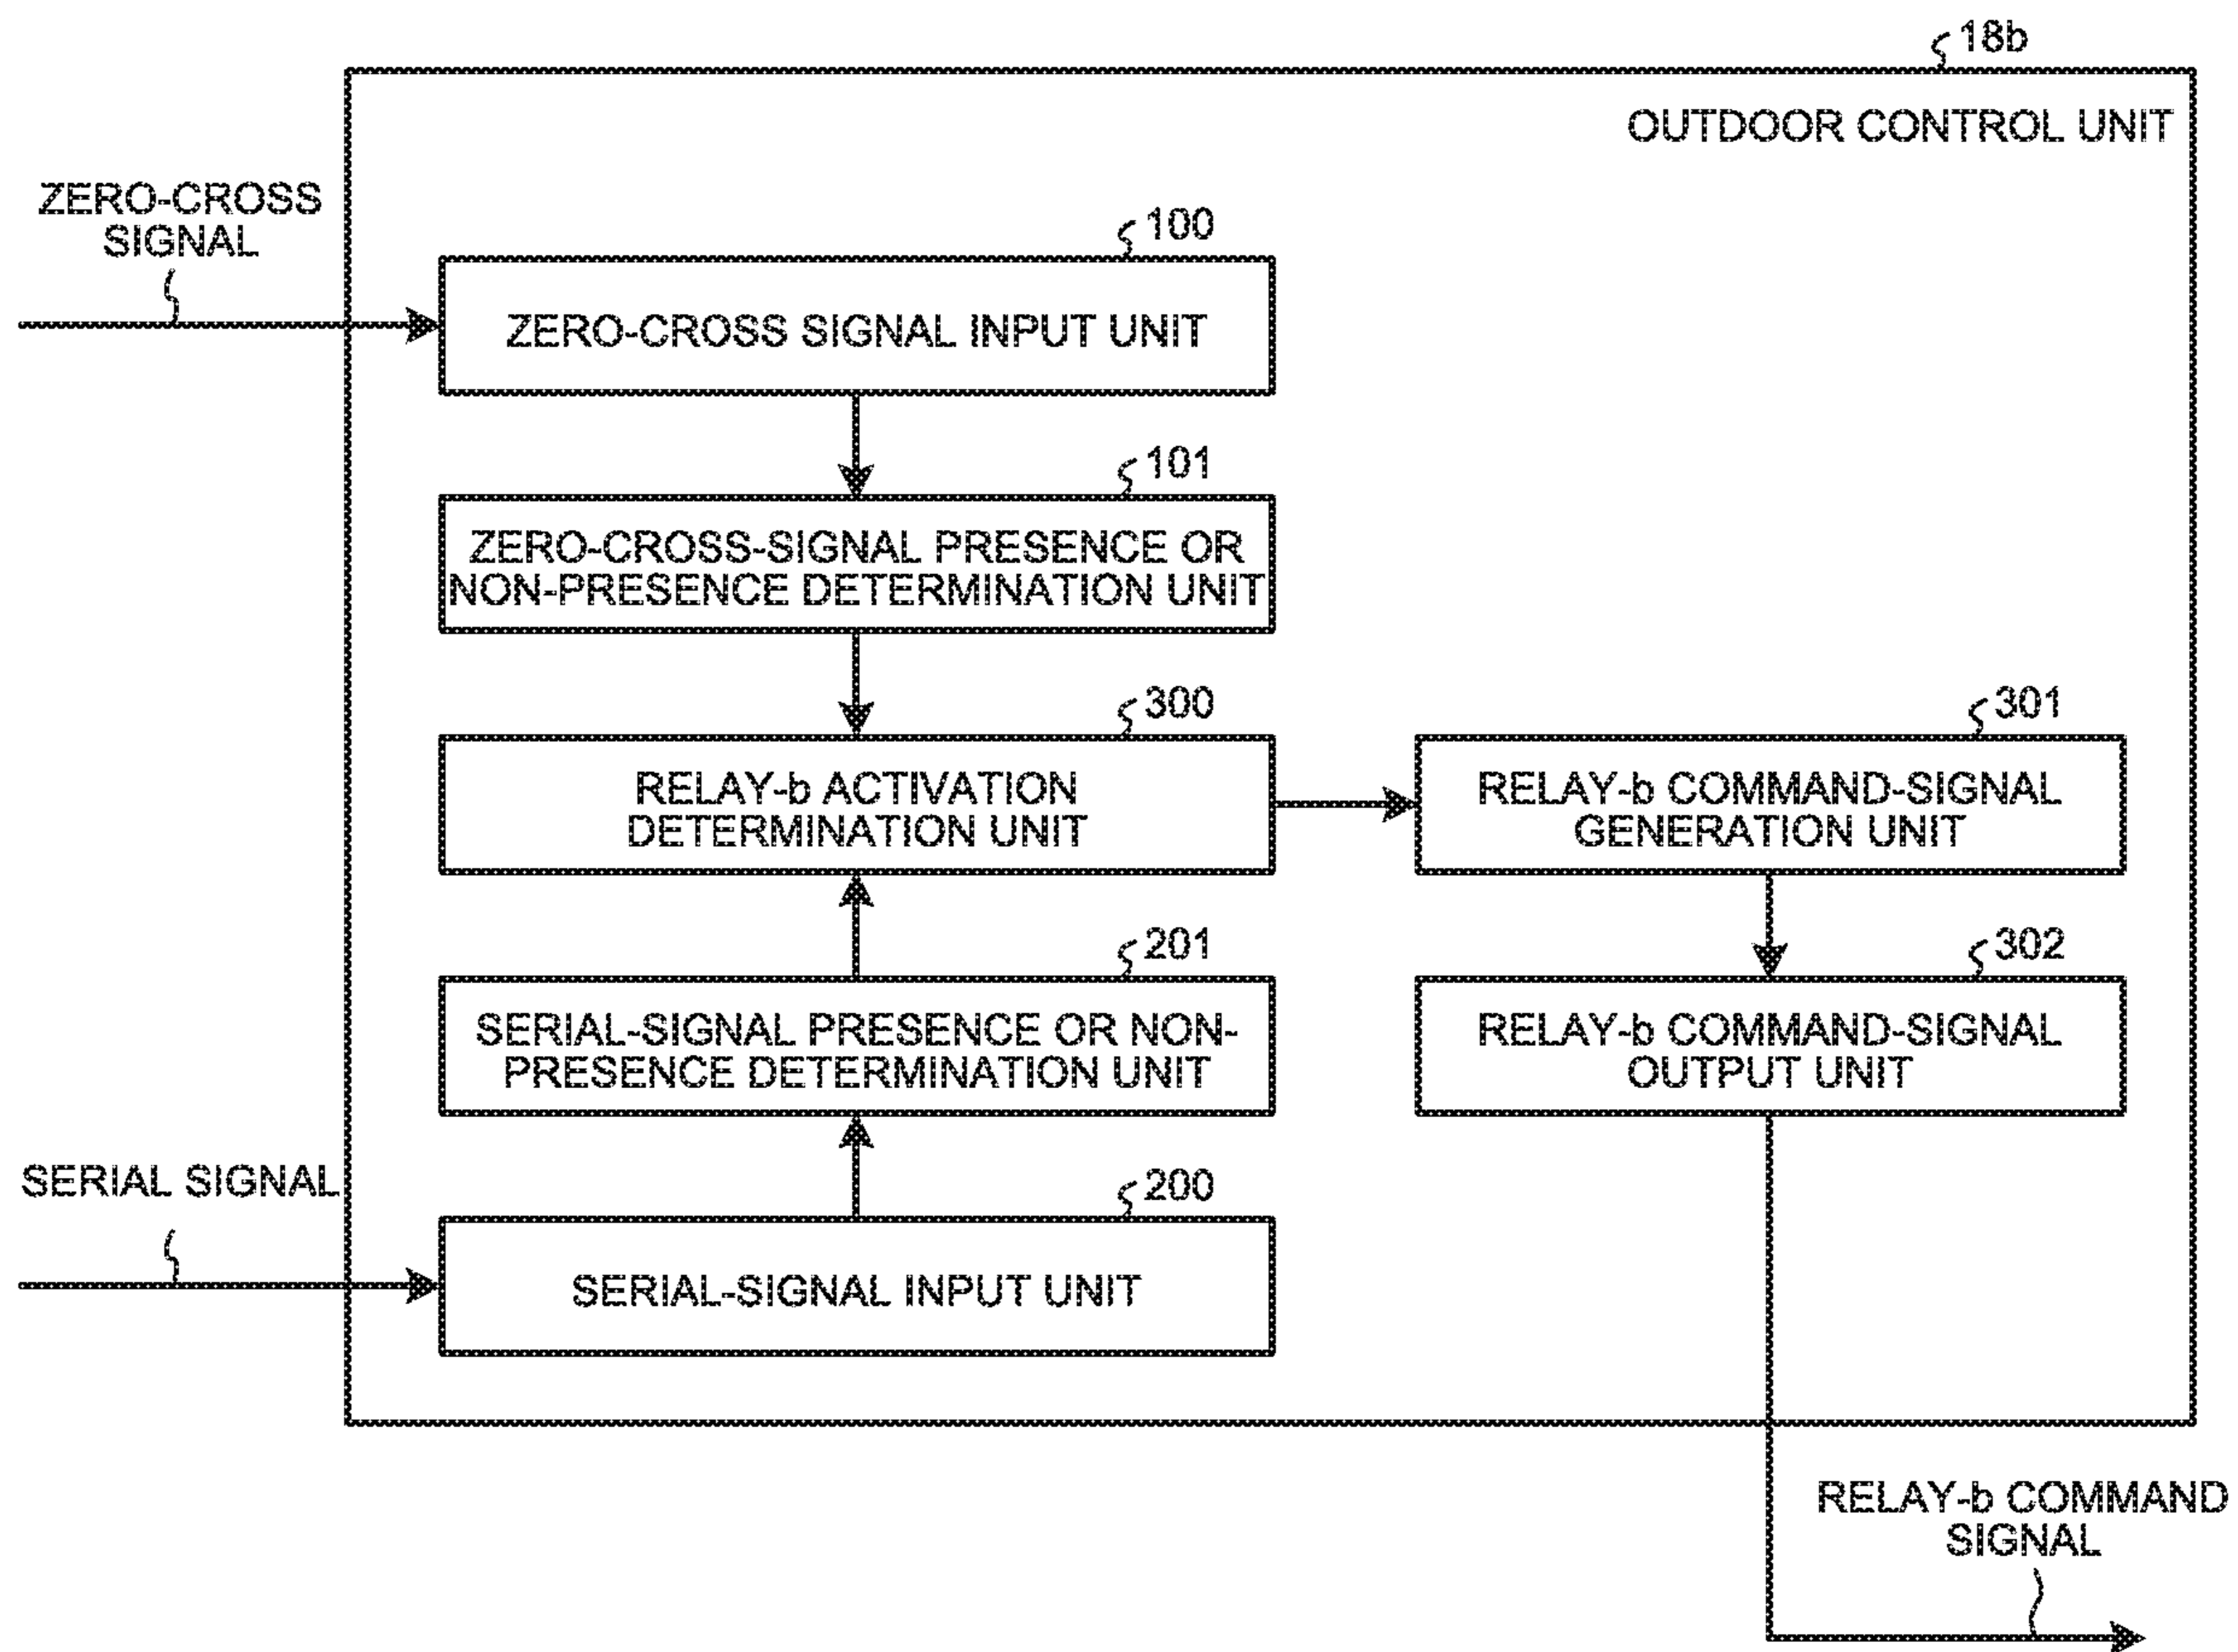 18b
OUTDOOR CONTROL UNIT
ZERO-CROSS
SIGNAL
100
ZERO-CROSS SIGNAL INPUT UNIT
101
ZERO-CROSS-SIGNAL PRESENCE OR
NON-PRESENCE DETERMINATION UNIT
300
RELAY-b ACTIVATION
DETERMINATION UNIT
301
RELAY-b COMMAND-SIGNAL
GENERATION UNIT
201
SERIAL-SIGNAL PRESENCE OR NON-
PRESENCE DETERMINATION UNIT
302
RELAY-b COMMAND-SIGNAL
OUTPUT UNIT
SERIAL SIGNAL
200
SERIAL-SIGNAL INPUT UNIT
RELAY-b COMMAND
SIGNAL